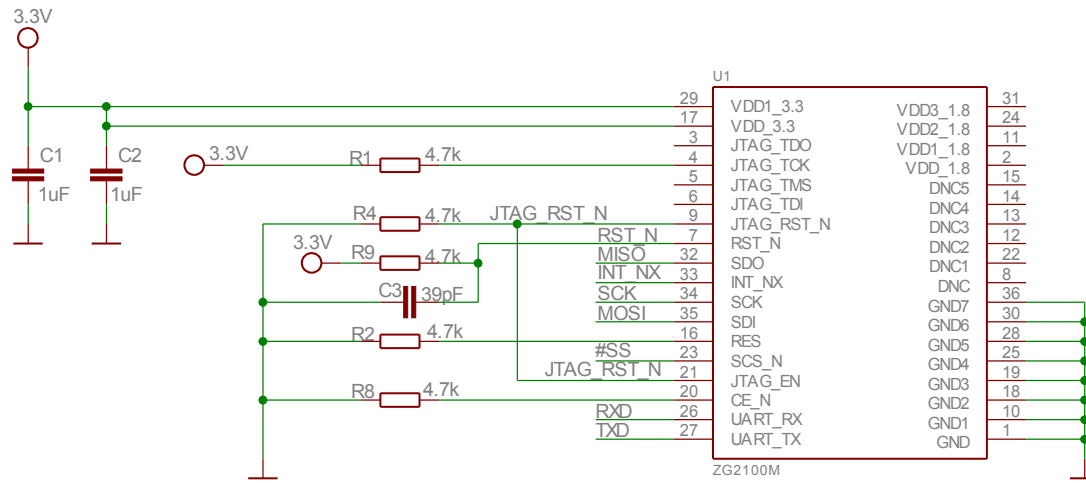 3.3V
U1
29 VDD1_3.3 VDD3_1.8 31
17 VDD_3.3 VDD2_1.8 24
3 JTAG_TDO VDD1_1.8 11
3.3V R1 4.7k 4 JTAG_TCK VDD_1.8 2
C1 1uF
C2 1uF
5 JTAG_TMS DNC5 15
6 JTAG_TDI DNC4 14
R4 4.7k JTAG_RST_N 9 JTAG_RST_N DNC3 13
RST_N 7 RST_N DNC2 12
3.3V R9 4.7k MISO 32 SDO DNC1 22
INT_NX 33 INT_NX DNC 8
C3 39pF SCK 34 SCK GND7 36
MOSI 35 SDI GND6 30
R2 4.7k 16 RES GND5 28
#SS 23 SCS_N GND4 25
JTAG_RST_N 21 JTAG_EN GND3 19
R8 4.7k 20 CE_N GND2 18
RXD 26 UART_RX GND1 10
TXD 27 UART_TX GND 1
ZG2100M